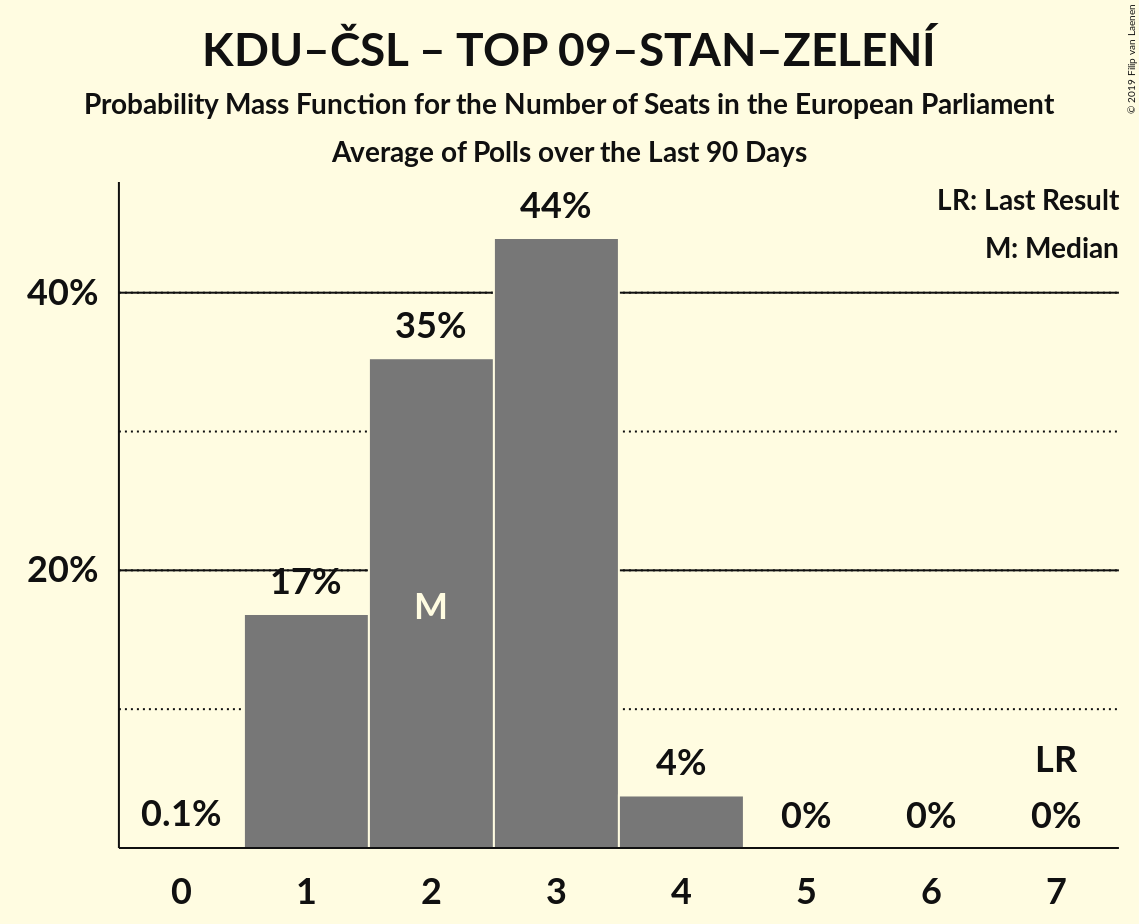 KDU–ČSL – TOP 09–STAN–ZELENÍ
Probability Mass Function for the Number of Seats in the European Parliament
Average of Polls over the Last 90 Days
© 2019 Filip van Laenen
LR: Last Result
M: Median
44%
40%
35%
20%
17%
M
4%
LR
0.1%
0%
0%
0%
0 1 2 3 4 5 6 7